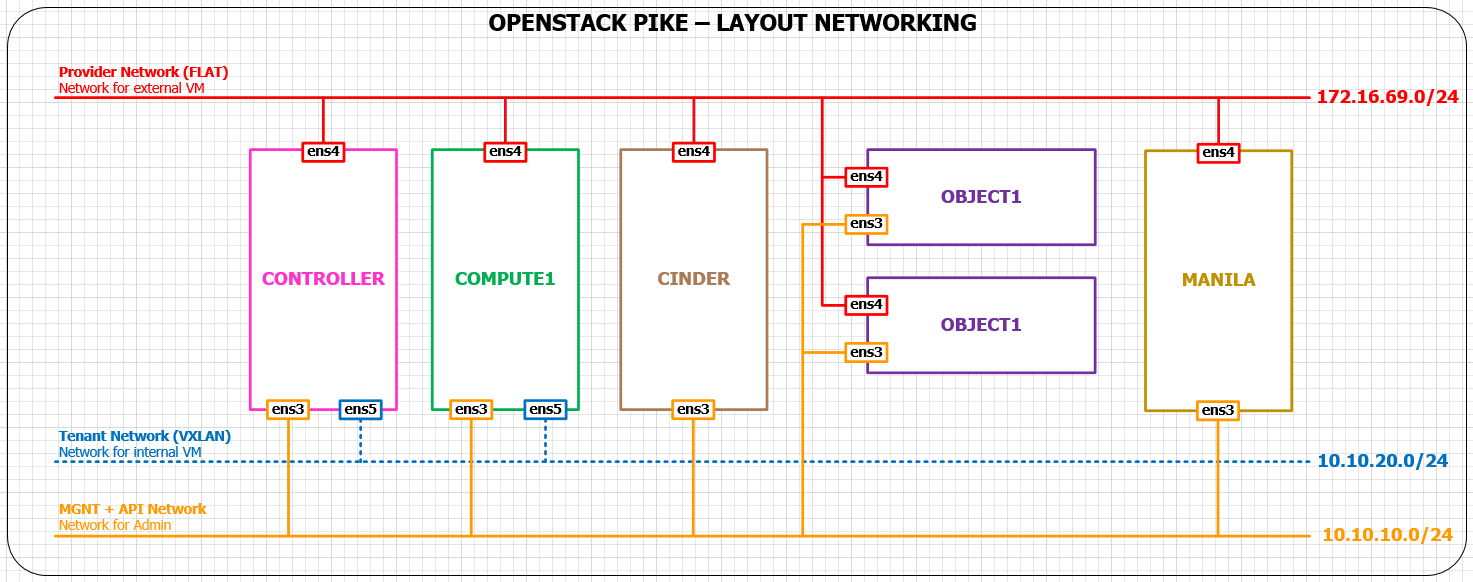 OPENSTACK PIKE – LAYOUT NETWORKING
Provider Network (FLAT)
Network for external VM
172.16.69.0/24
ens4
ens4
ens4
ens4
ens4
OBJECT1
ens3
CONTROLLER
COMPUTE1
CINDER
MANILA
ens4
OBJECT1
ens3
ens3
ens5
ens3
ens5
ens3
ens3
Tenant Network (VXLAN)
Network for internal VM
10.10.20.0/24
MGNT + API Network
Network for Admin
10.10.10.0/24